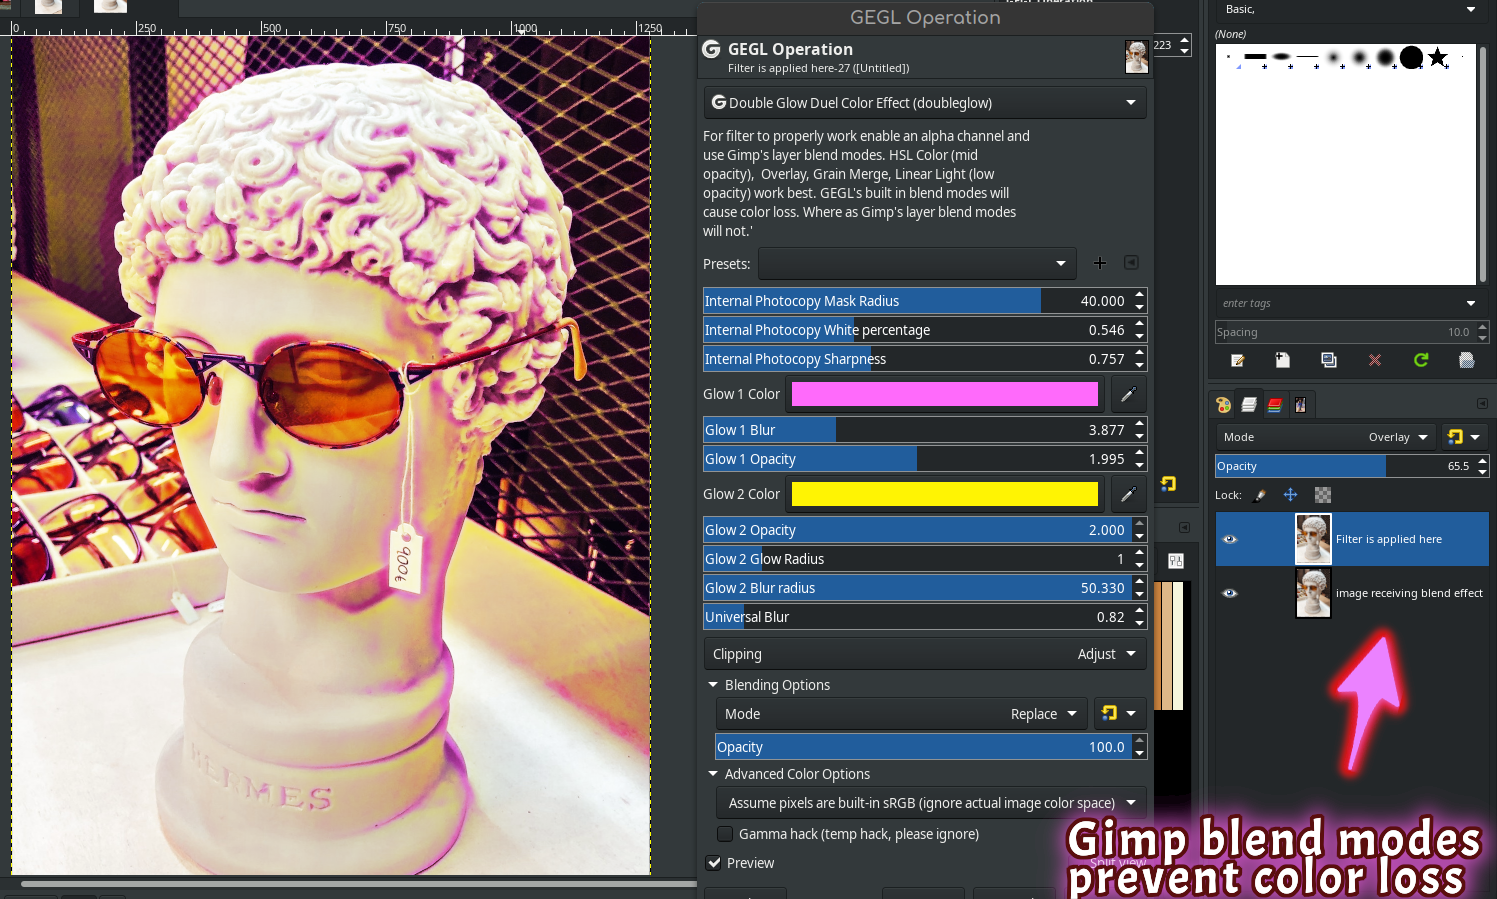 0
250
500
750
1000
1250
GEGL Operation
GEGL Operation
Filter is applied here-27 ([Untitled])
Double Glow Duel Color Effect (doubleglow)
For filter to properly work enable an alpha channel and
use Gimp's layer blend modes. HSL Color (mid
opacity),  Overlay, Grain Merge, Linear Light (low
opacity) work best. GEGL's built in blend modes will
cause color loss. Where as Gimp's layer blend modes
will not.'
Presets:
Internal Photocopy Mask Radius 40.000
Internal Photocopy White percentage 0.546
Internal Photocopy Sharpness 0.757
Glow 1 Color
Glow 1 Blur 3.877
Glow 1 Opacity 1.995
Glow 2 Color
Glow 2 Opacity 2.000
Glow 2 Glow Radius 1
Glow 2 Blur radius 50.330
Universal Blur 0.82
Clipping Adjust
Blending Options
Mode Replace
Opacity 100.0
Advanced Color Options
Assume pixels are built-in sRGB (ignore actual image color space)
Gamma hack (temp hack, please ignore)
Preview
Split view
223
Basic,
(None)
enter tags
Spacing 10.0
Mode Overlay
Opacity 65.5
Lock:
Filter is applied here
image receiving blend effect
Gimp blend modes
prevent color loss
900€
HERMES